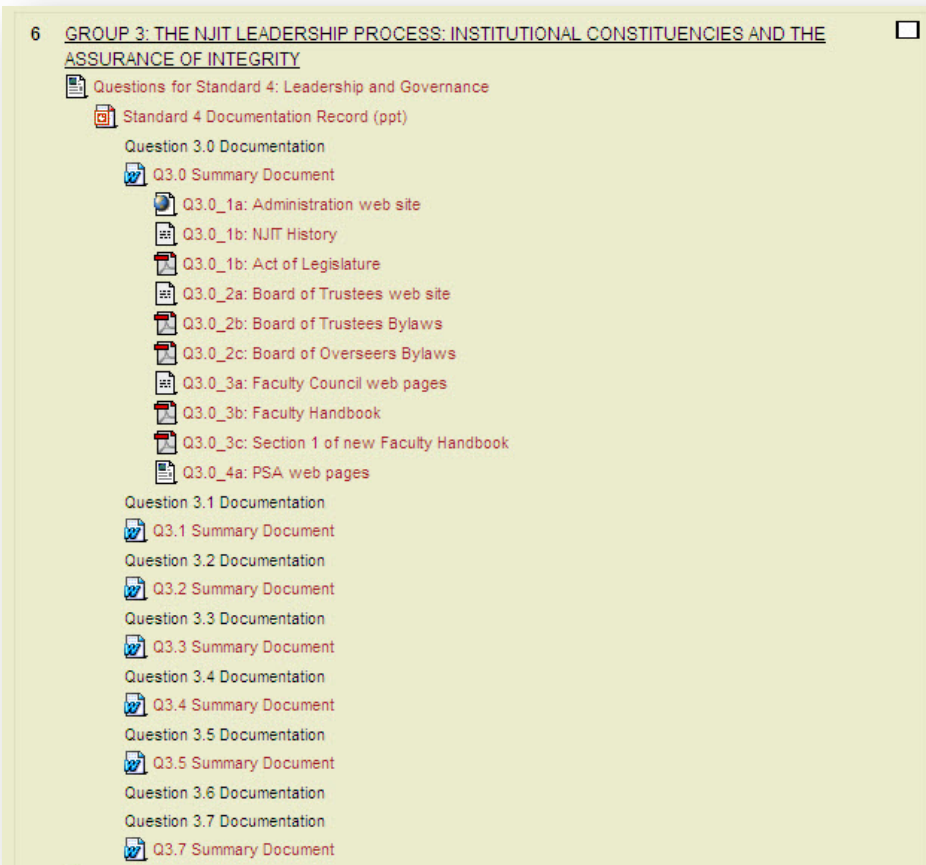 6 GROUP 3: THE NJIT LEADERSHIP PROCESS: INSTITUTIONAL CONSTITUENCIES AND THE
ASSURANCE OF INTEGRITY
Questions for Standard 4: Leadership and Governance
Standard 4 Documentation Record (ppt)
Question 3.0 Documentation
Q3.0 Summary Document
Q3.0_1a: Administration web site
Q3.0_1b: NJIT History
Q3.0_1b: Act of Legislature
Q3.0_2a: Board of Trustees web site
Q3.0_2b: Board of Trustees Bylaws
Q3.0_2c: Board of Overseers Bylaws
Q3.0_3a: Faculty Council web pages
Q3.0_3b: Faculty Handbook
Q3.0_3c: Section 1 of new Faculty Handbook
Q3.0_4a: PSA web pages
Question 3.1 Documentation
Q3.1 Summary Document
Question 3.2 Documentation
Q3.2 Summary Document
Question 3.3 Documentation
Q3.3 Summary Document
Question 3.4 Documentation
Q3.4 Summary Document
Question 3.5 Documentation
Q3.5 Summary Document
Question 3.6 Documentation
Question 3.7 Documentation
Q3.7 Summary Document